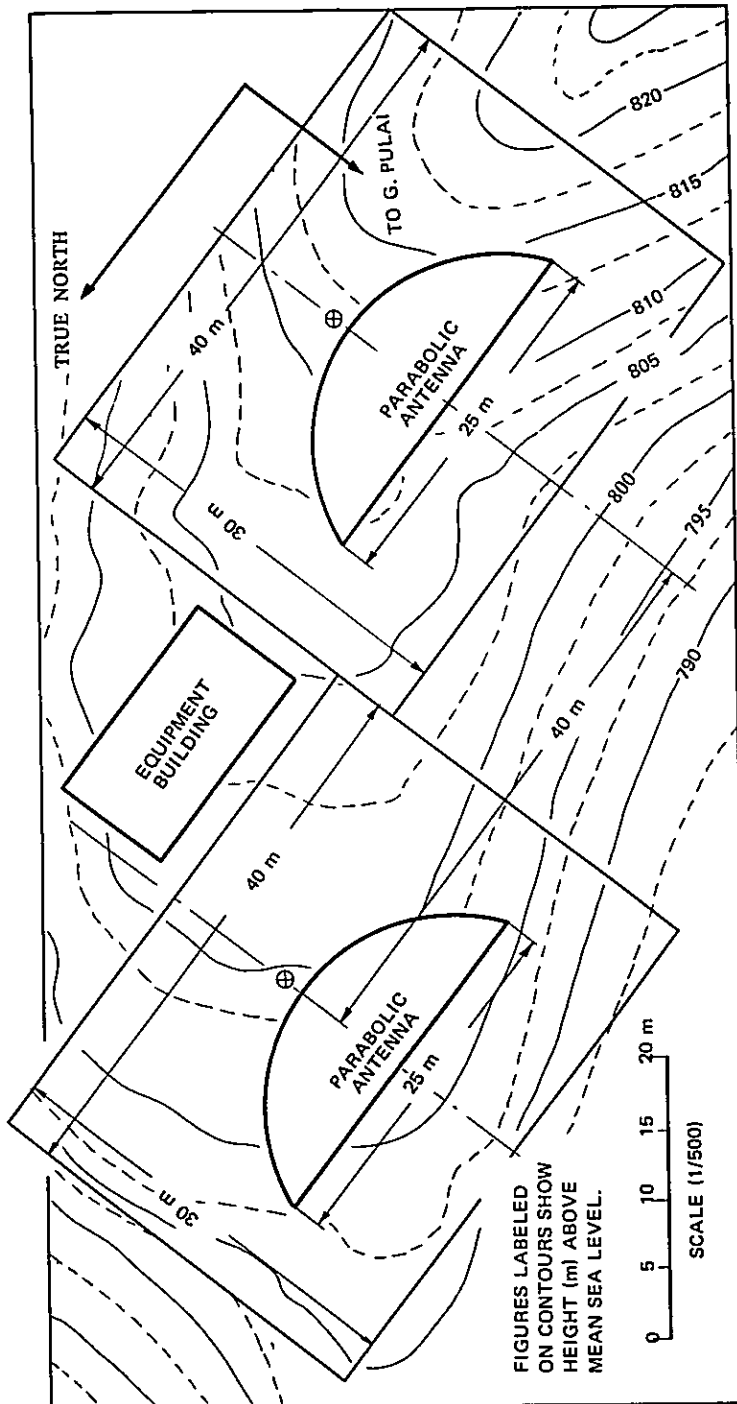 TRUE NORTH
TO G. PULAI
820
815
810
805
800
795
790
40 m
30 m
PARABOLIC
ANTENNA
25 m
40 m
EQUIPMENT
BUILDING
40 m
PARABOLIC
ANTENNA
25 m
30 m
FIGURES LABELED
ON CONTOURS SHOW
HEIGHT (m) ABOVE
MEAN SEA LEVEL.
0 5 10 15 20 m
SCALE (1/500)